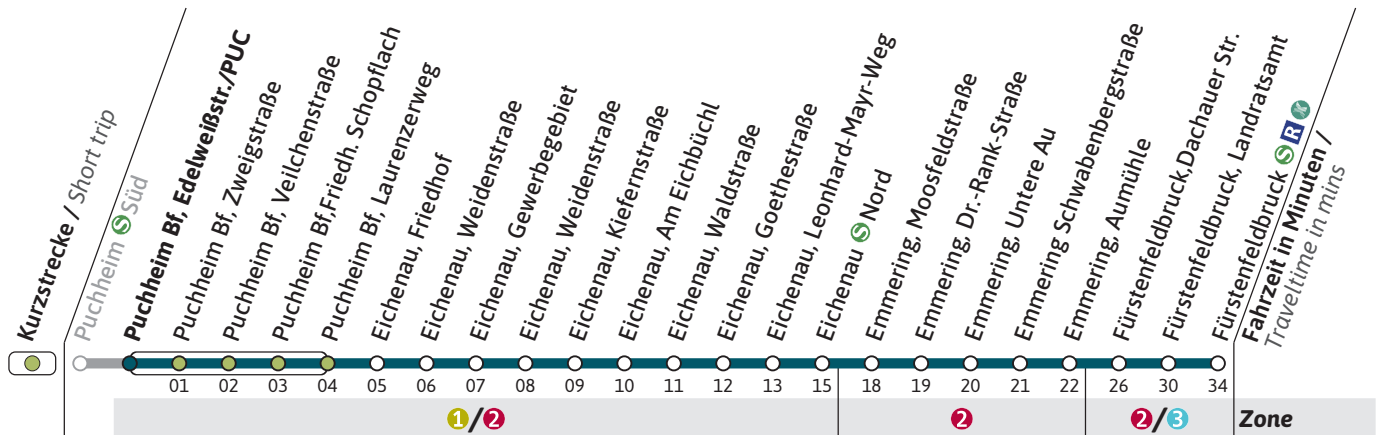 Kurzstrecke / Short trip
Puchheim S Süd
Puchheim Bf, Edelweißstr./PUC
Puchheim Bf, Zweigstraße
Puchheim Bf, Veilchenstraße
Puchheim Bf,Friedh. Schopflach
Puchheim Bf, Laurenzerweg
Eichenau, Friedhof
Eichenau, Weidenstraße
Eichenau, Gewerbegebiet
Eichenau, Weidenstraße
Eichenau, Kiefernstraße
Eichenau, Am Eichbüchl
Eichenau, Waldstraße
Eichenau, Goethestraße
Eichenau, Leonhard-Mayr-Weg
Eichenau S Nord
Emmering, Moosfeldstraße
Emmering, Dr.-Rank-Straße
Emmering, Untere Au
Emmering Schwabenbergstraße
Emmering, Aumühle
Fürstenfeldbruck,Dachauer Str.
Fürstenfeldbruck, Landratsamt
Fürstenfeldbruck S R
Fahrzeit in Minuten /
Traveltime in mins
01 02 03 04 05 06 07 08 09 10 11 12 13 15 18 19 20 21 22 26 30 34
1/2 2 2/3 Zone